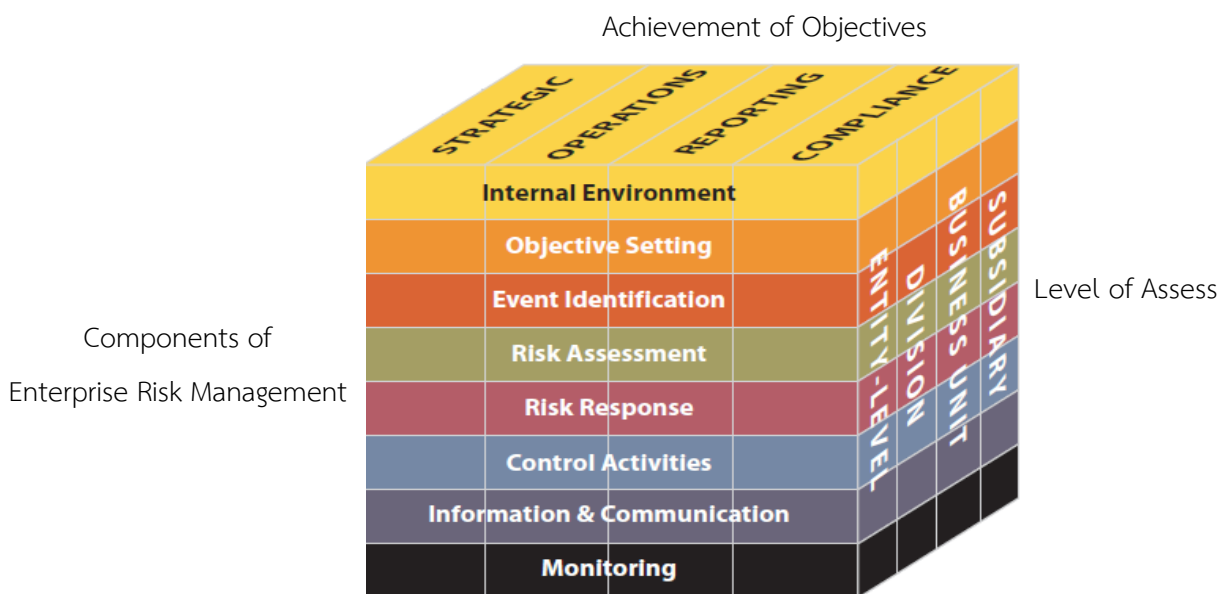 Achievement of Objectives
STRATEGIC
OPERATIONS
REPORTING
COMPLIANCE
Internal Environment
Objective Setting
Event Identification
Risk Assessment
Risk Response
Control Activities
Information & Communication
Monitoring
ENTITY-LEVEL
DIVISION
BUSINESS UNIT
SUBSIDIARY
Components of
Enterprise Risk Management
Level of Assess